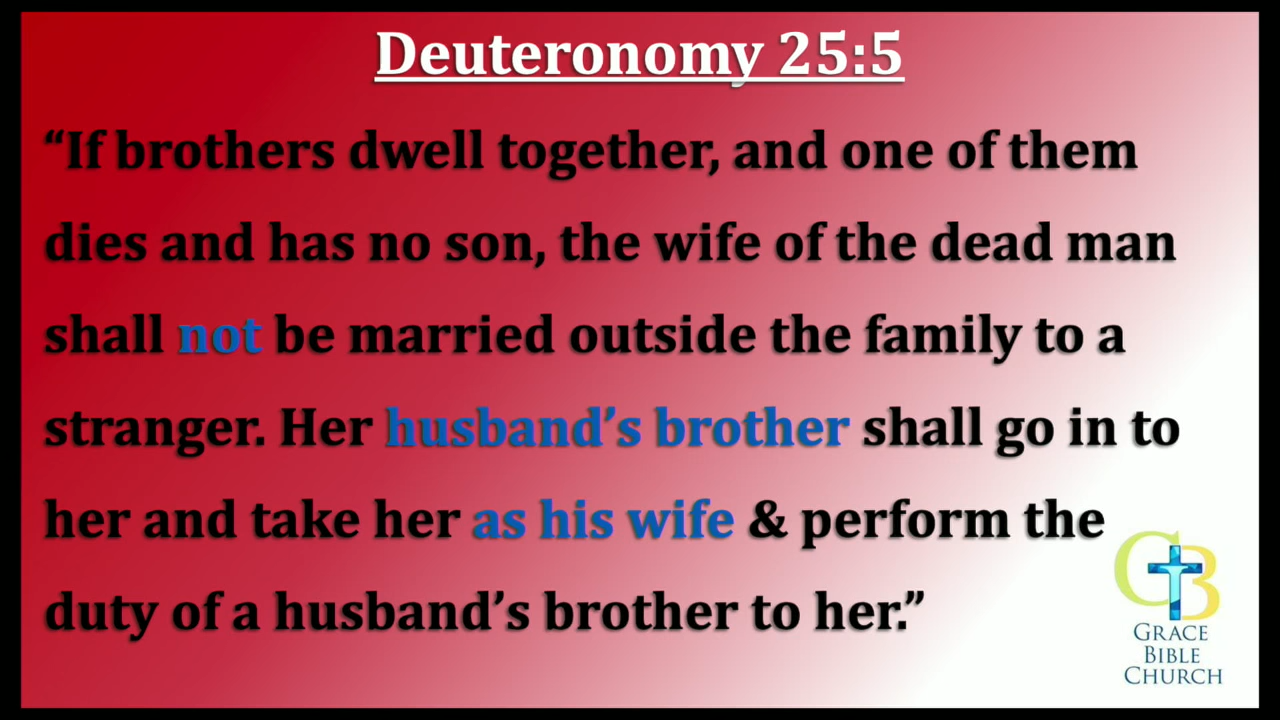 Deuteronomy 25:5
“If brothers dwell together, and one of them
dies and has no son, the wife of the dead man
shall not be married outside the family to a
stranger. Her husband’s brother shall go in to
her and take her as his wife & perform the
duty of a husband’s brother to her.”
GB
GRACE
BIBLE
CHURCH